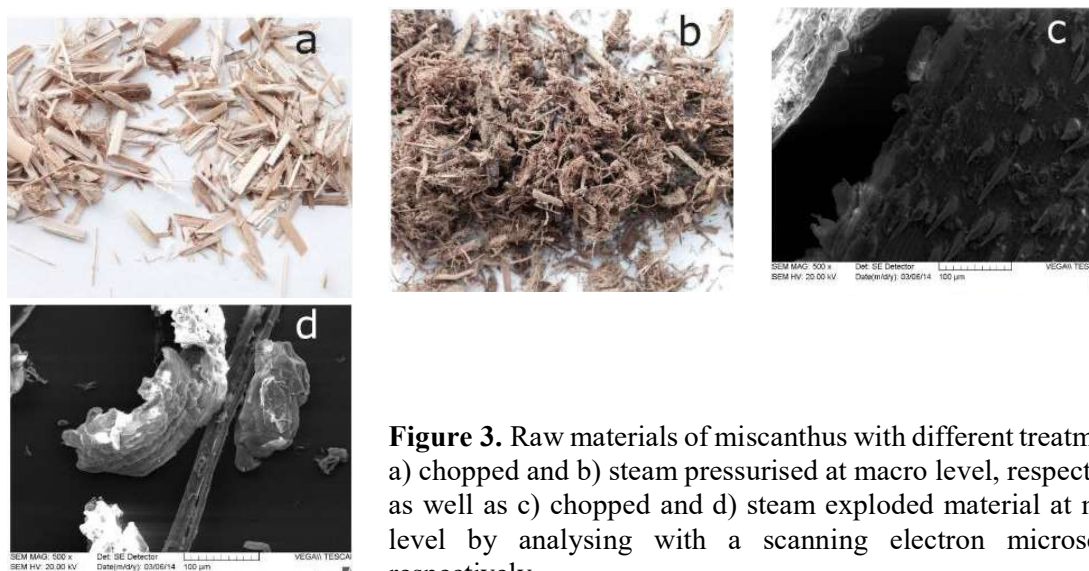 a
b
c
SEM MAG: 500 x Det: SE Detector VEGA\\ TES
SEM HV: 20.00 kV Date(m/d/y): 03/06/14 100 µm
d
SEM MAG: 500 x Det: SE Detector VEGA\\ TESCA
SEM HV: 20.00 kV Date(m/d/y): 03/06/14 100 µm
Figure 3. Raw materials of miscanthus with different treatm
a) chopped and b) steam pressurised at macro level, respect
as well as c) chopped and d) steam exploded material at
level by analysing with a scanning electron micros